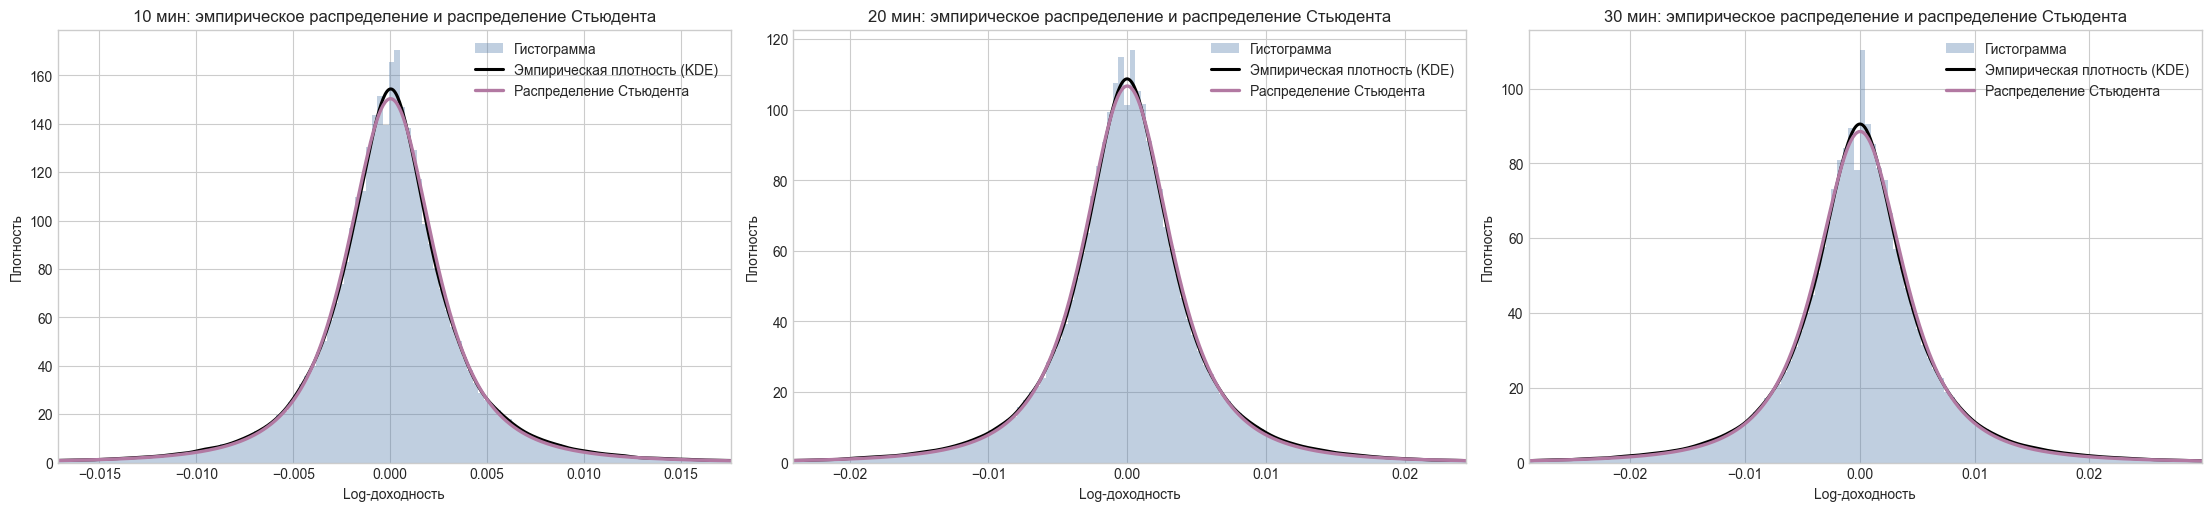 10 мин: эмпирическое распределение и распределение Стьюдента
Гистограмма
Эмпирическая плотность (KDE)
Распределение Стьюдента
Плотность
160
140
120
100
80
60
40
20
0
−0.015
−0.010
−0.005
0.000
0.005
0.010
0.015
Log-доходность
20 мин: эмпирическое распределение и распределение Стьюдента
Гистограмма
Эмпирическая плотность (KDE)
Распределение Стьюдента
Плотность
120
100
80
60
40
20
0
−0.02
−0.01
0.00
0.01
0.02
Log-доходность
30 мин: эмпирическое распределение и распределение Стьюдента
Гистограмма
Эмпирическая плотность (KDE)
Распределение Стьюдента
Плотность
100
80
60
40
20
0
−0.02
−0.01
0.00
0.01
0.02
Log-доходность